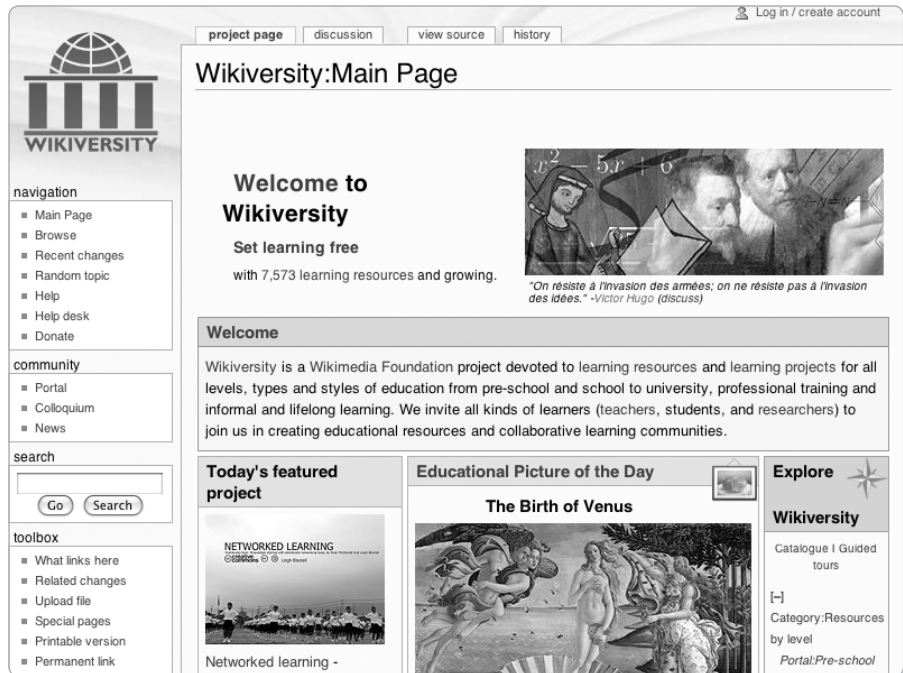 Log in / create account
project page
discussion
view source
history
WIKIVERSITY
navigation
Main Page
Browse
Recent changes
Random topic
Help
Help desk
Donate
community
Portal
Colloquium
News
search
Go
Search
toolbox
What links here
Related changes
Upload file
Special pages
Printable version
Permanent link
Wikiversity:Main Page
Welcome to
Wikiversity
Set learning free
with 7,573 learning resources and growing.
x² − 5x + 6
"On résiste à l'invasion des armées; on ne résiste pas à l'invasion
des idées." -Victor Hugo (discuss)
Welcome
Wikiversity is a Wikimedia Foundation project devoted to learning resources and learning projects for all
levels, types and styles of education from pre-school and school to university, professional training and
informal and lifelong learning. We invite all kinds of learners (teachers, students, and researchers) to
join us in creating educational resources and collaborative learning communities.
Today's featured
project
NETWORKED LEARNING
creative
commons
Networked learning -
Educational Picture of the Day
The Birth of Venus
Explore
Wikiversity
Catalogue I Guided
tours
[–]
Category:Resources
by level
Portal:Pre-school